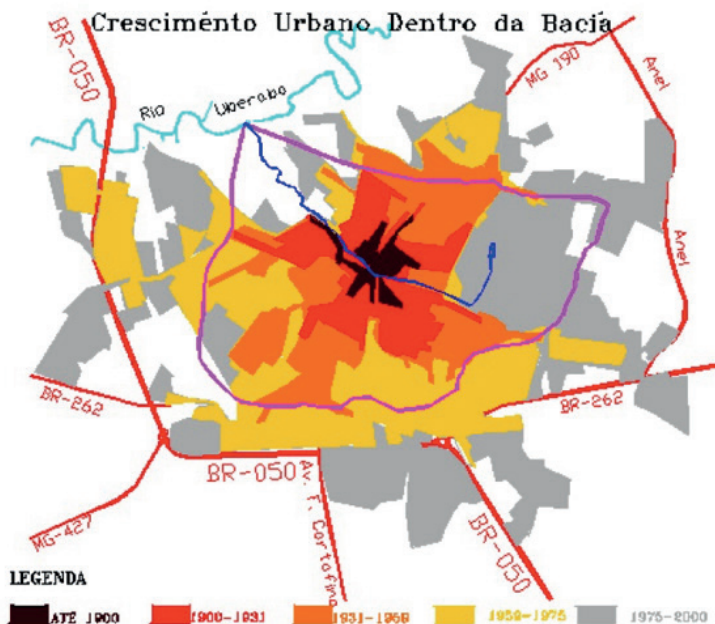 Crescimento Urbano Dentro da Bacia
BR-050
MG 190
Anel
Rio Uberaba
Anel
BR-262
BR-262
BR-050
MG-427
Av. F. Cartafina
BR-050
LEGENDA
ATÉ 1900
1900-1931
1931-1959
1959-1975
1975-2000